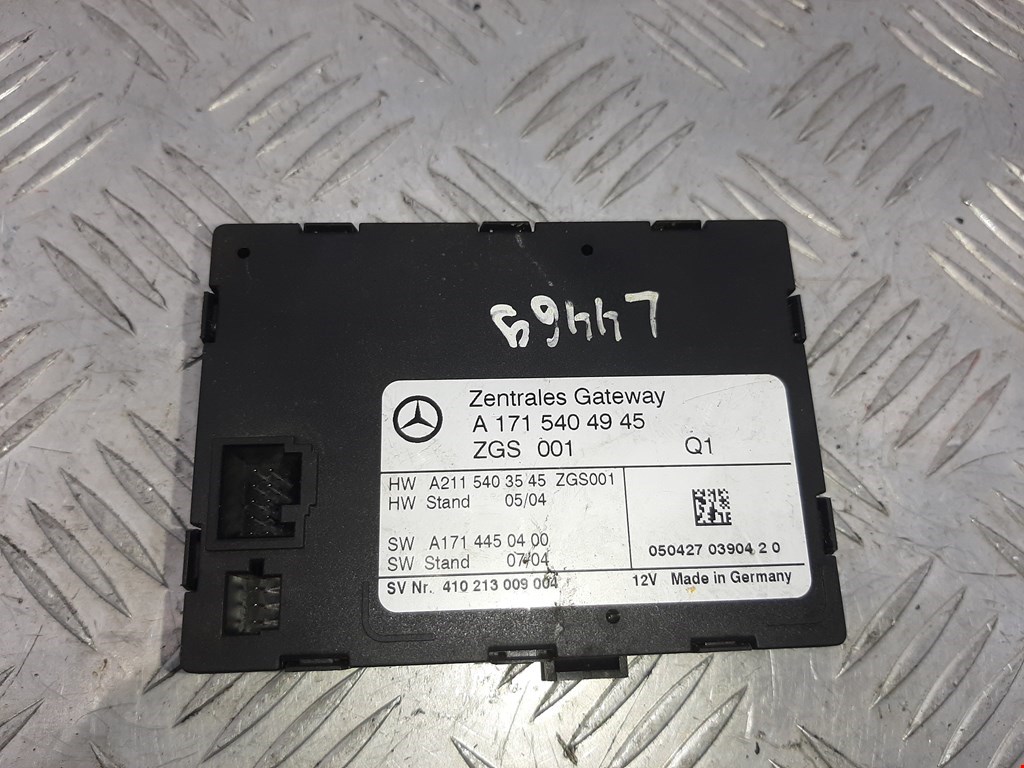 Zentrales Gateway
A 171 540 49 45
ZGS 001 Q1
HW A211 540 35 45 ZGS001
HW Stand 05/04
SW A171 445 04 00
SW Stand 07/04
050427 03904 2 0
SV Nr. 410 213 009 004
12V Made in Germany